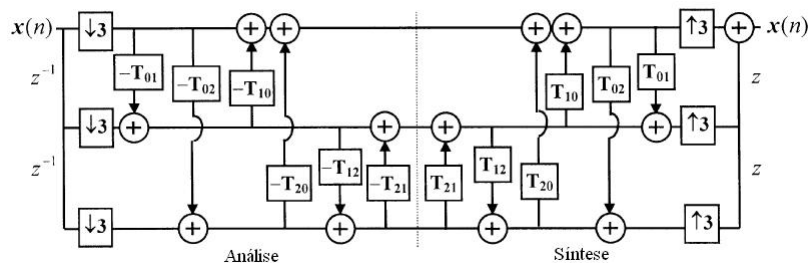 x(n) ↓3 + + + + ↑3 + x(n)
z⁻¹ −T₀₁ −T₀₂ −T₁₀ T₁₀ T₀₂ T₀₁ z
↓3 + + + + ↑3
z⁻¹ −T₂₀ −T₁₂ −T₂₁ T₂₁ T₁₂ T₂₀ z
↓3 + + + + ↑3
Análise Síntese